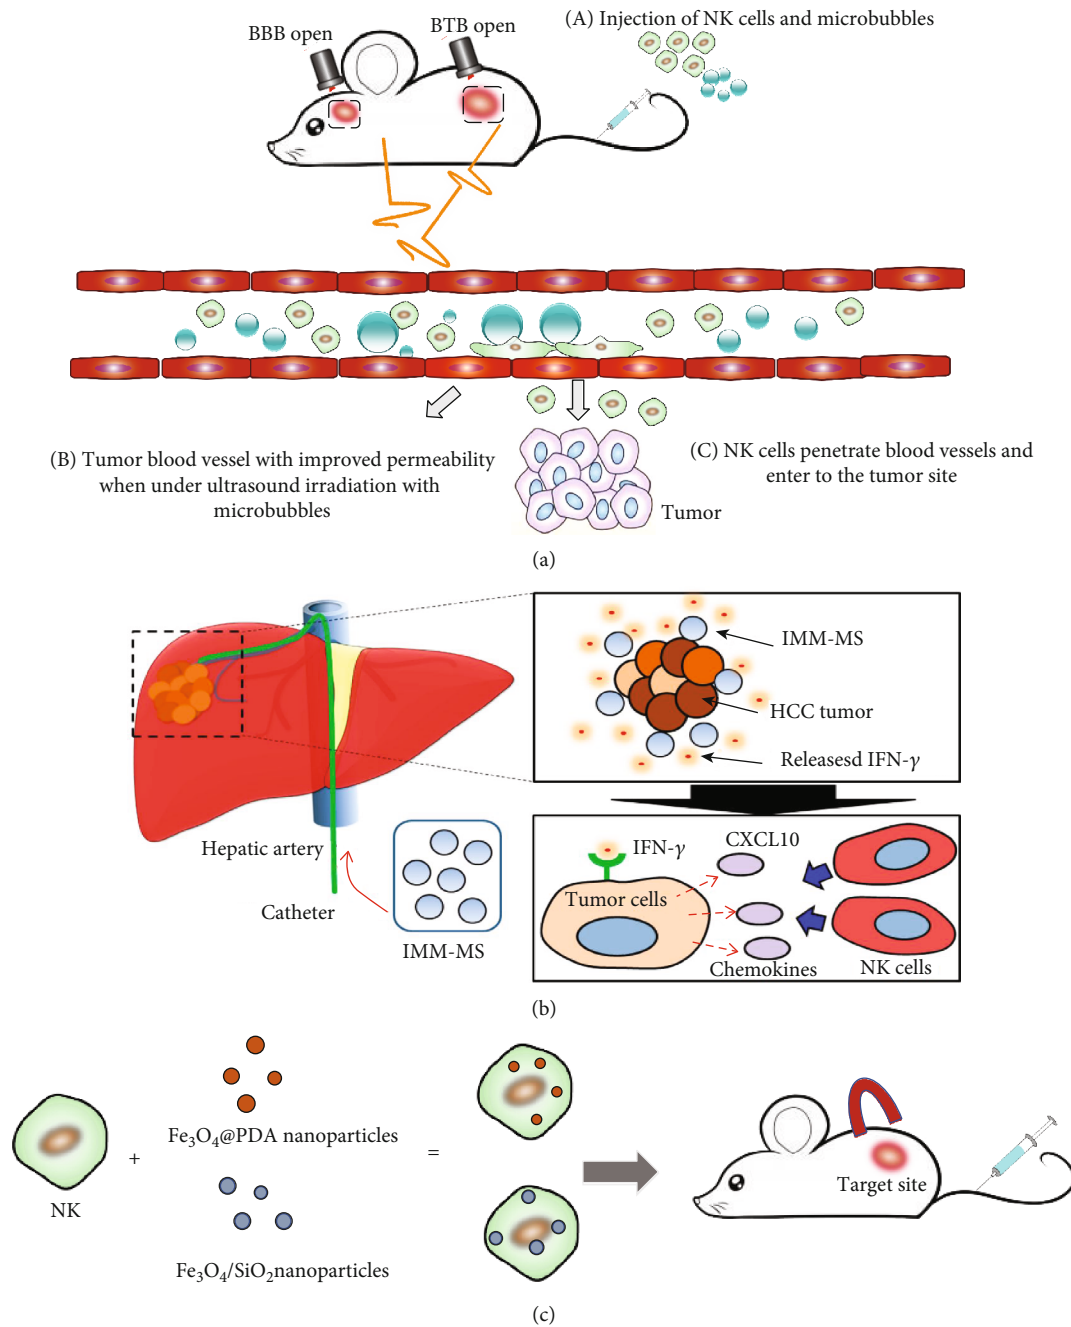 (A) Injection of NK cells and microbubbles
BBB open
BTB open
(B) Tumor blood vessel with improved permeability
when under ultrasound irradiation with
microbubbles
(C) NK cells penetrate blood vessels and
enter to the tumor site
Tumor
(a)
IMM-MS
HCC tumor
Releasesd IFN-γ
Hepatic artery
Catheter
IMM-MS
IFN-γ
CXCL10
Tumor cells
Chemokines
NK cells
(b)
Fe₃O₄@PDA nanoparticles
+
=
NK
Fe₃O₄/SiO₂nanoparticles
Target site
(c)